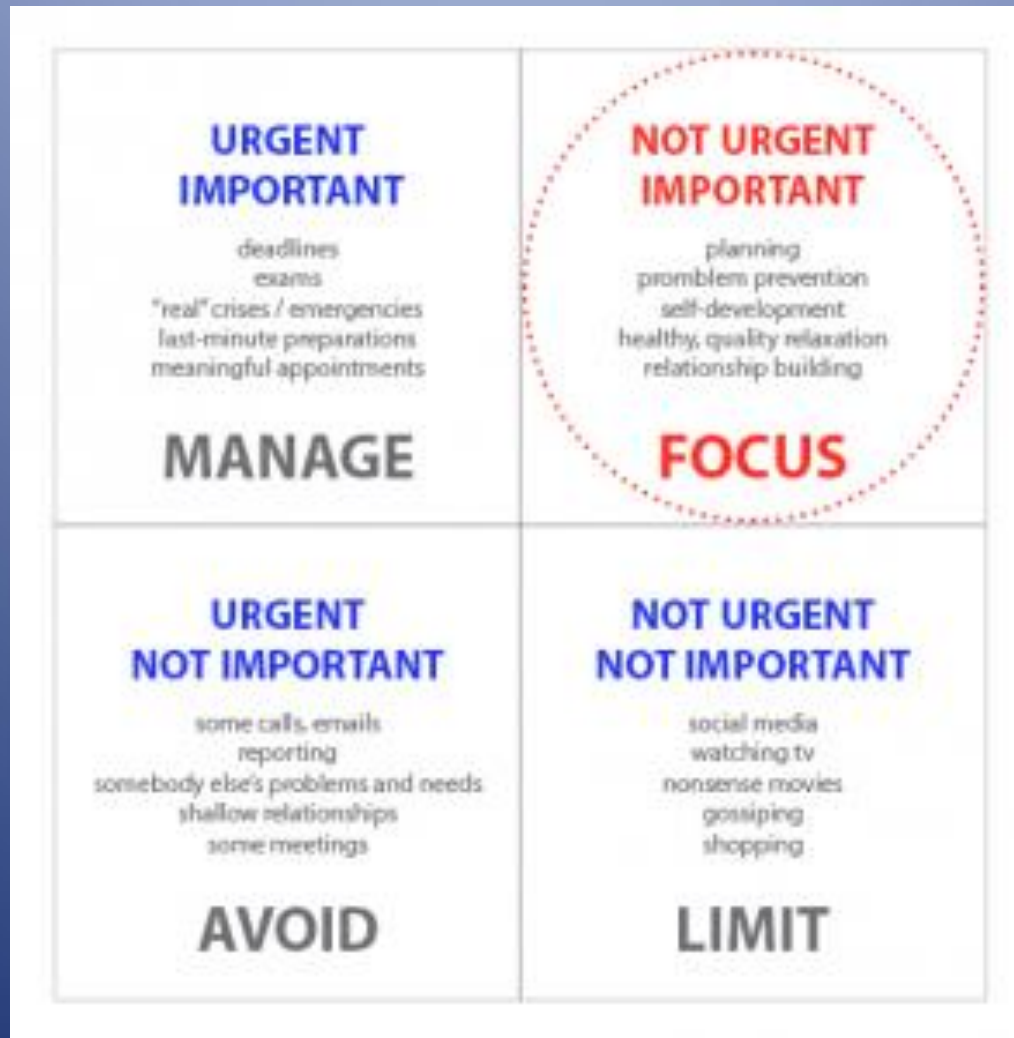 URGENT
IMPORTANT
deadlines
exams
"real" crises / emergencies
last-minute preparations
meaningful appointments
MANAGE
NOT URGENT
IMPORTANT
planning
promblem prevention
self-development
healthy, quality relaxation
relationship building
FOCUS
URGENT
NOT IMPORTANT
some calls, emails
reporting
somebody else's problems and needs
shallow relationships
some meetings
AVOID
NOT URGENT
NOT IMPORTANT
social media
watching tv
nonsense movies
gossiping
shopping
LIMIT